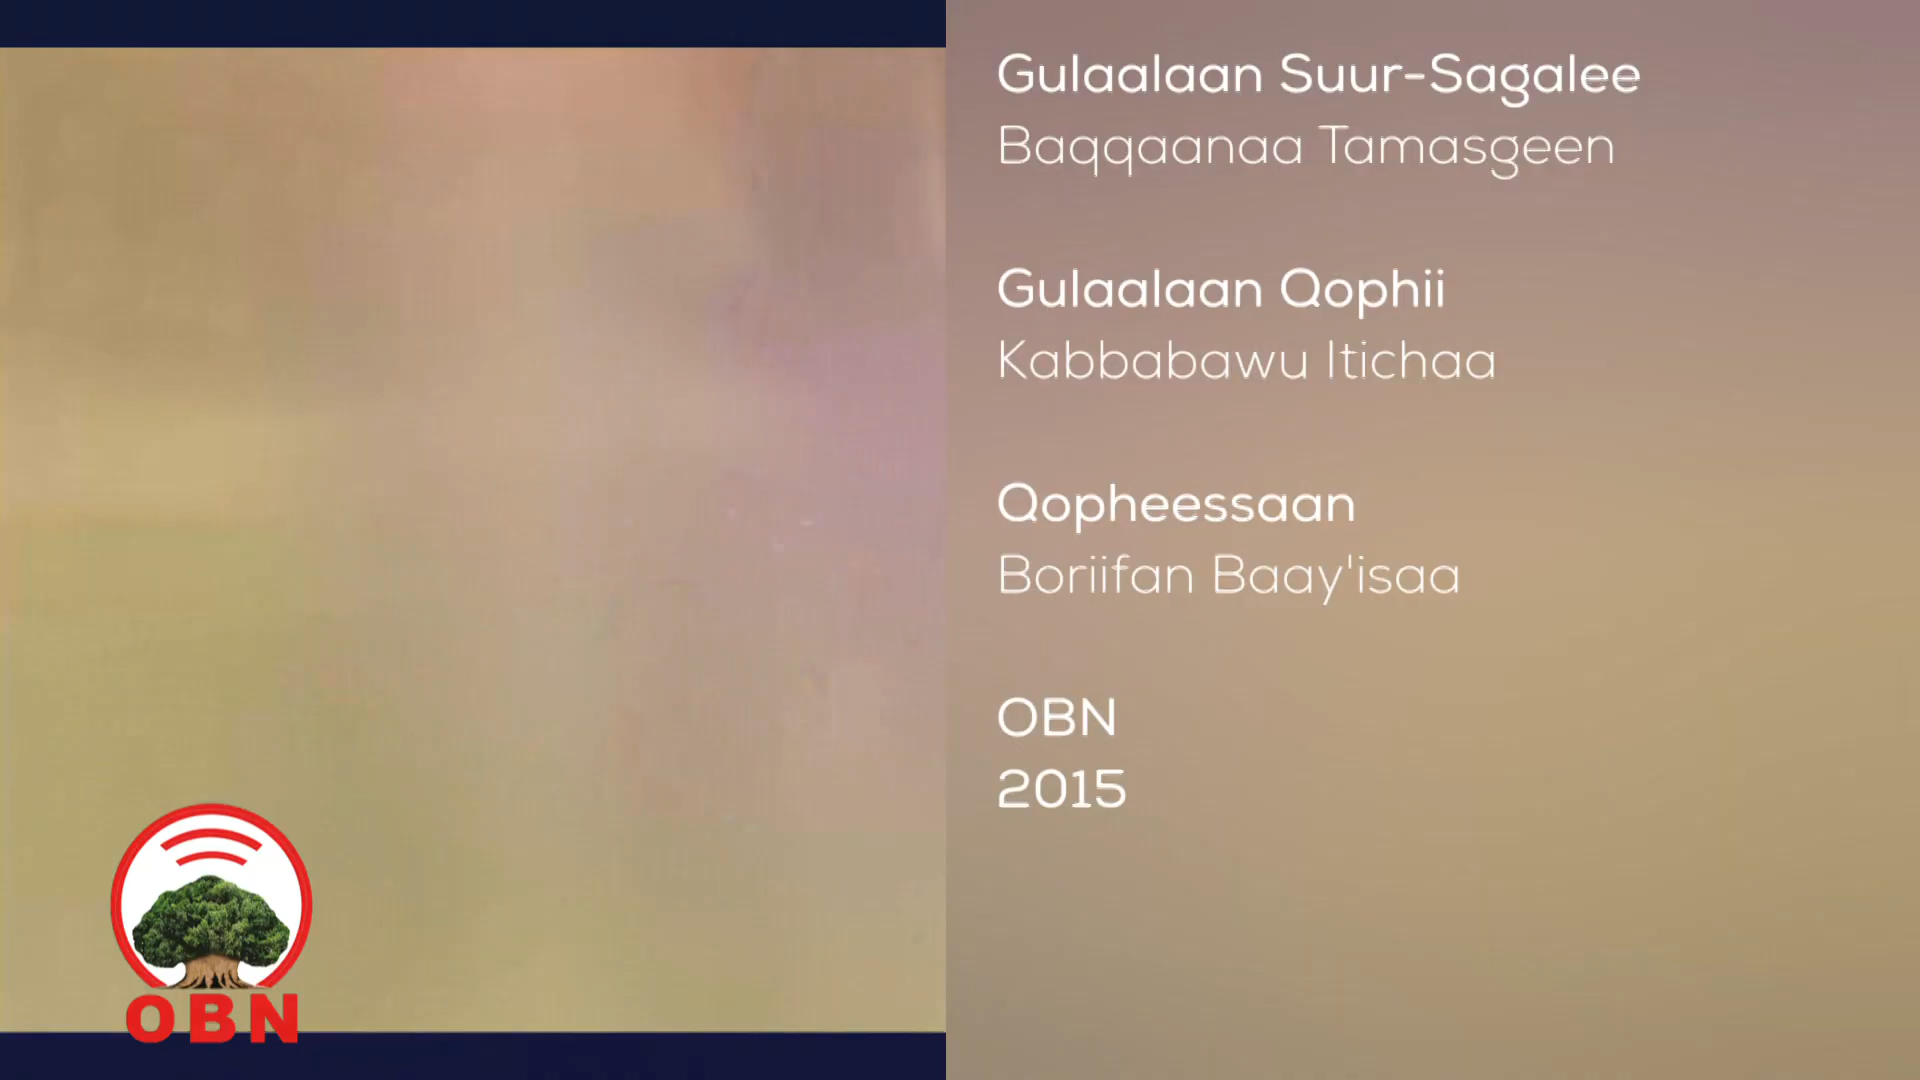 Gulaalaan Suur-Sagalee
Baqqaanaa Tamasgeen
Gulaalaan Qophii
Kabbabawu Itichaa
Qopheessaan
Boriifan Baay'isaa
OBN
2015
OBN